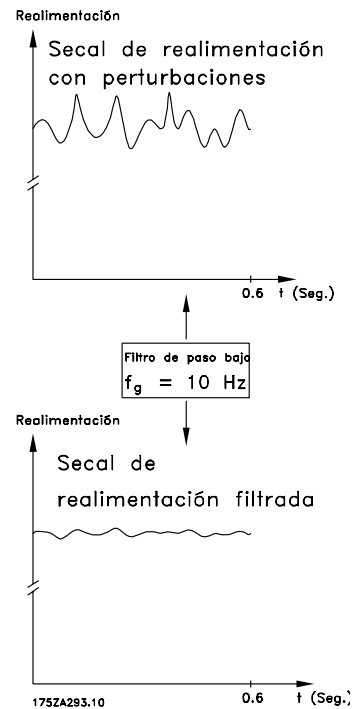 Realimentación
Secal de realimentación
con perturbaciones
0.6 t (Seg.)
Filtro de paso bajo
fg = 10 Hz
Realimentación
Secal de
realimentación filtrada
175ZA293.10
0.6 t (Seg.)